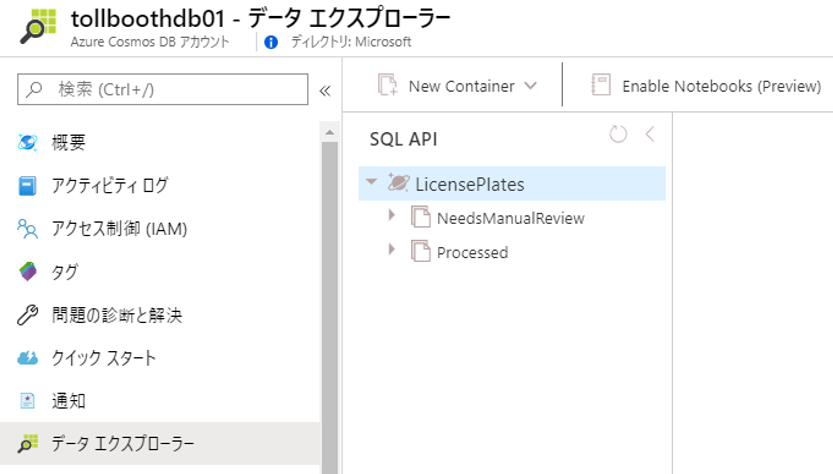 tollboothdb01 - データ エクスプローラー
Azure Cosmos DB アカウント ディレクトリ: Microsoft
検索 (Ctrl+/)
概要
アクティビティ ログ
アクセス制御 (IAM)
タグ
問題の診断と解決
クイック スタート
通知
データ エクスプローラー
New Container
Enable Notebooks (Preview)
SQL API
LicensePlates
NeedsManualReview
Processed